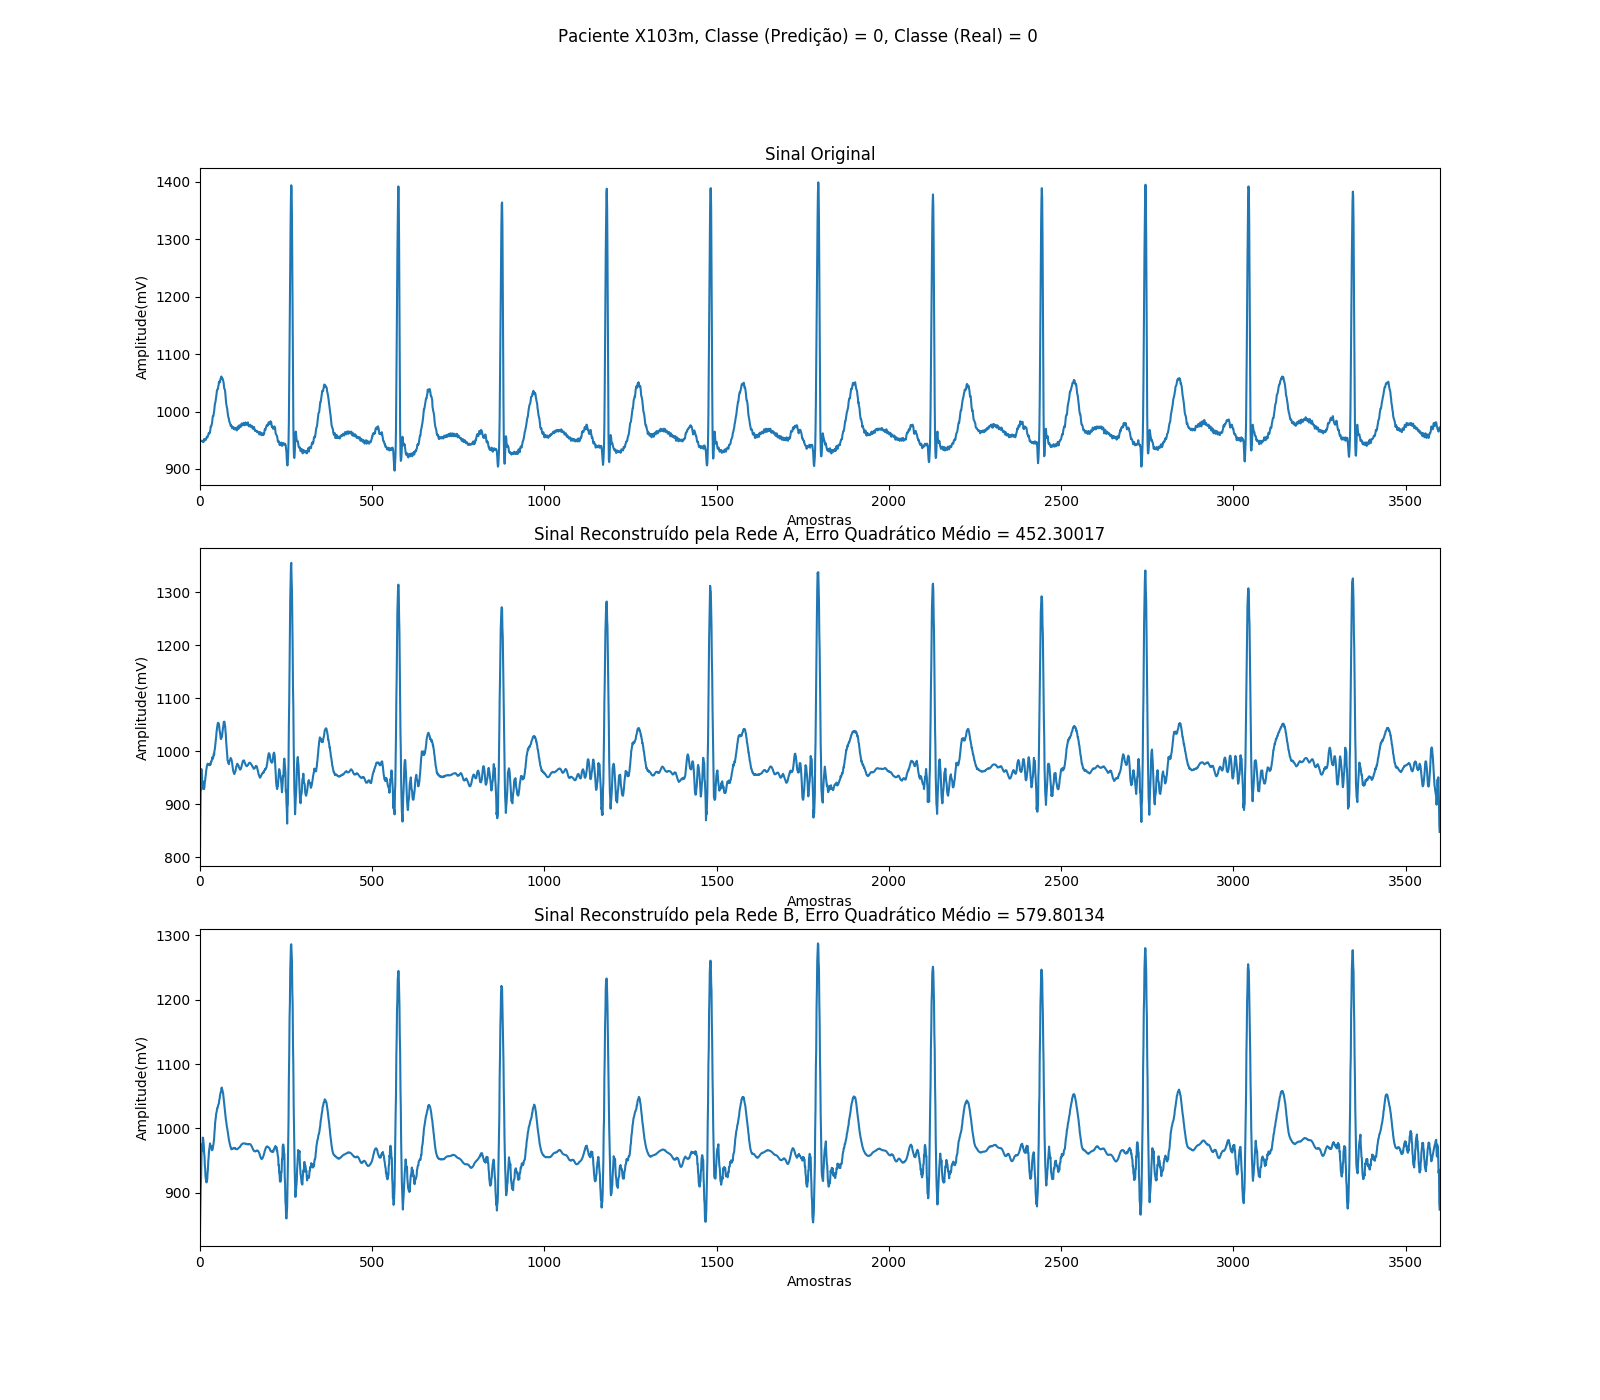 Paciente X103m, Classe (Predição) = 0, Classe (Real) = 0
Sinal Original
1400
1300
1200
1100
1000
900
Amplitude(mV)
0 500 1000 1500 2000 2500 3000 3500
Amostras
Sinal Reconstruído pela Rede A, Erro Quadrático Médio = 452.30017
1300
1200
1100
1000
900
800
Amplitude(mV)
0 500 1000 1500 2000 2500 3000 3500
Amostras
Sinal Reconstruído pela Rede B, Erro Quadrático Médio = 579.80134
1300
1200
1100
1000
900
Amplitude(mV)
0 500 1000 1500 2000 2500 3000 3500
Amostras